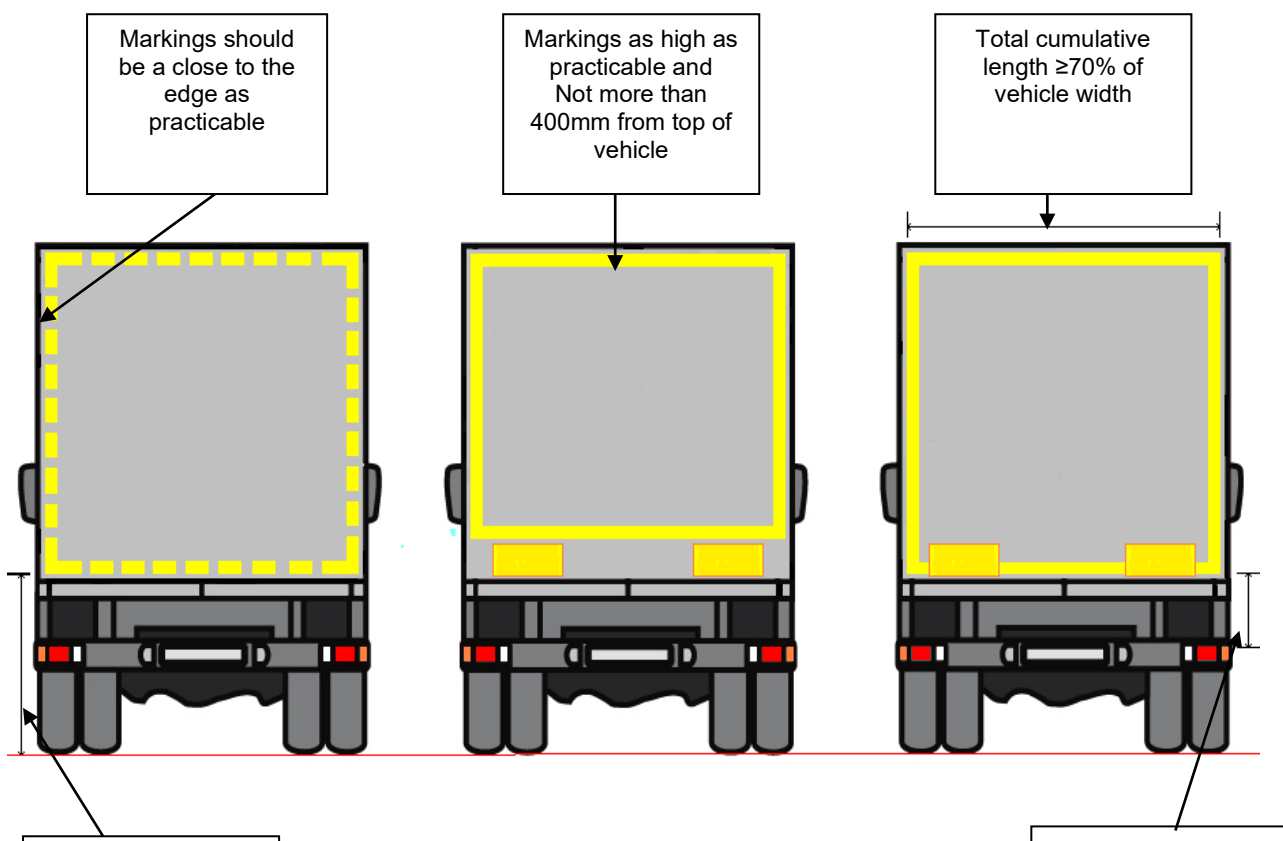 Markings should
be a close to the
edge as
practicable
Markings as high as
practicable and
Not more than
400mm from top of
vehicle
Total cumulative
length ≥70% of
vehicle width